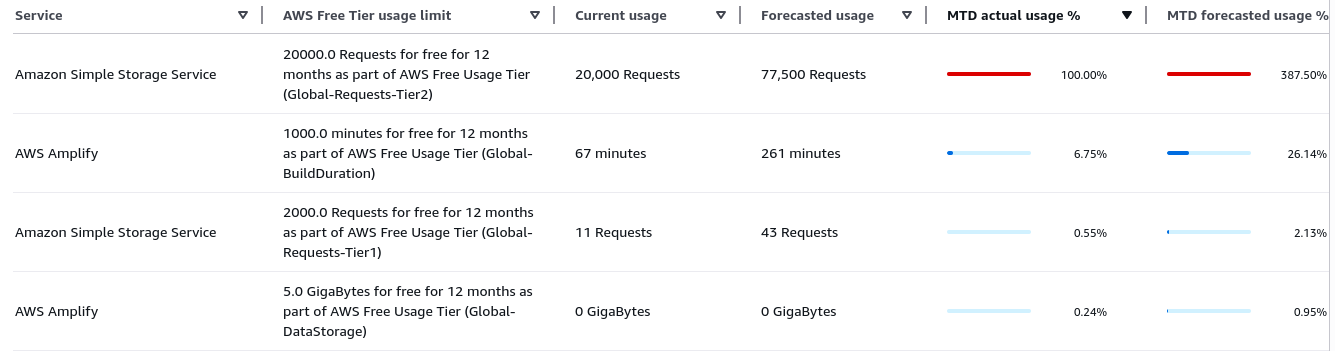 Service AWS Free Tier usage limit Current usage Forecasted usage MTD actual usage % MTD forecasted usage %
20000.0 Requests for free for 12
Amazon Simple Storage Service months as part of AWS Free Usage Tier 20,000 Requests 77,500 Requests 100.00% 387.50%
(Global-Requests-Tier2)
1000.0 minutes for free for 12 months
AWS Amplify as part of AWS Free Usage Tier (Global- 67 minutes 261 minutes 6.75% 26.14%
BuildDuration)
2000.0 Requests for free for 12 months
Amazon Simple Storage Service as part of AWS Free Usage Tier (Global- 11 Requests 43 Requests 0.55% 2.13%
Requests-Tier1)
5.0 GigaBytes for free for 12 months as
AWS Amplify part of AWS Free Usage Tier (Global- 0 GigaBytes 0 GigaBytes 0.24% 0.95%
DataStorage)